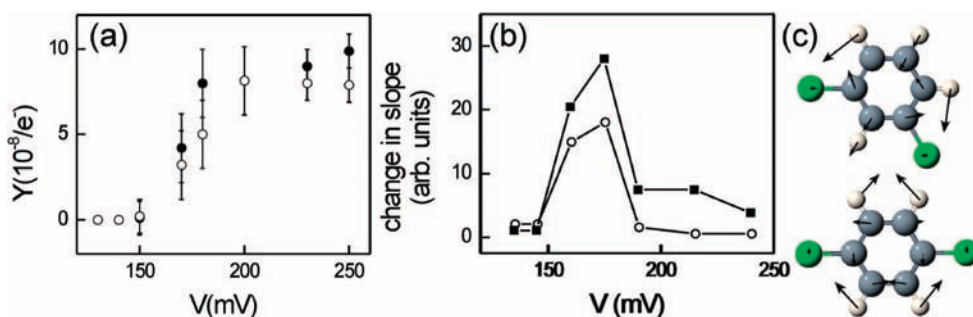 (a)
Y(10⁻⁸/e⁻)
10
5
0
150
200
250
V(mV)
(b)
change in slope
(arb. units)
30
20
10
0
150
200
250
V (mV)
(c)